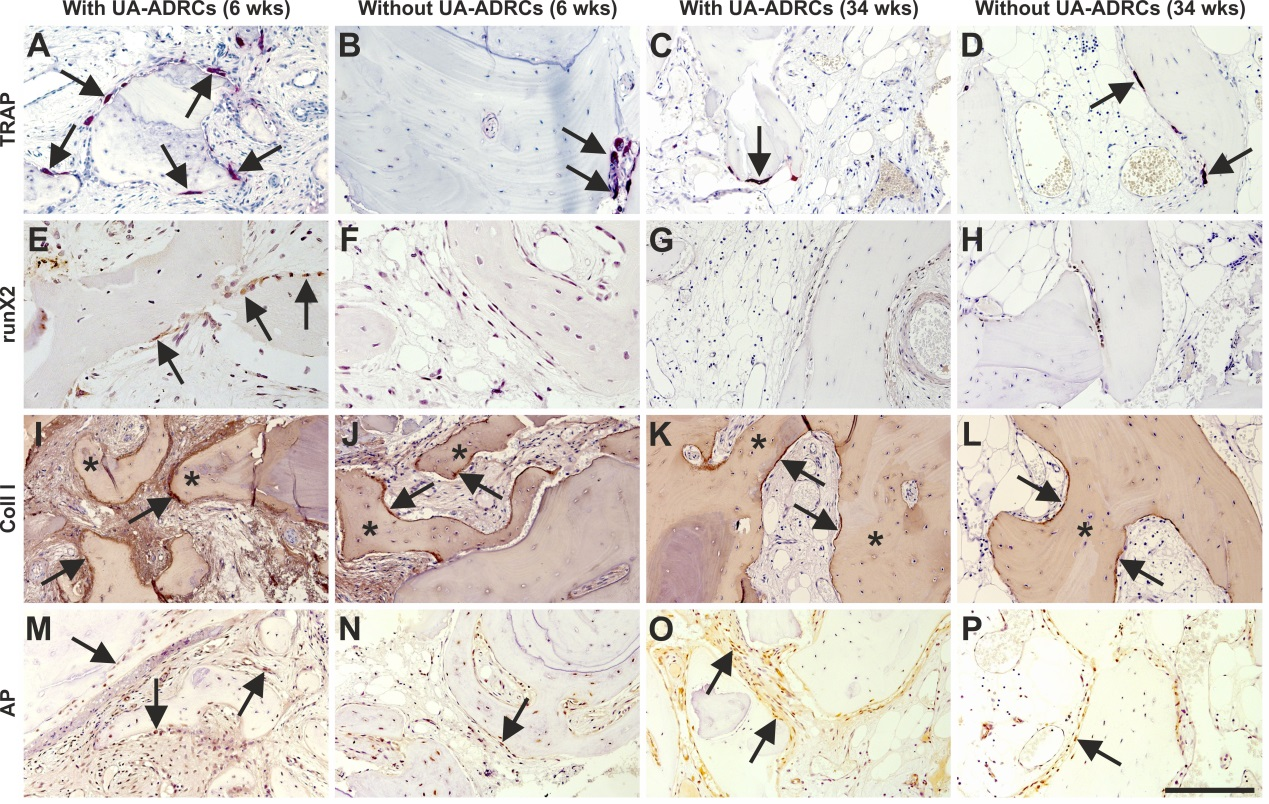 With UA-ADRCs (6 wks) Without UA-ADRCs (6 wks) With UA-ADRCs (34 wks) Without UA-ADRCs (34 wks)
TRAP A B C D
runX2 E F G H
Coll I I J K L
AP M N O P